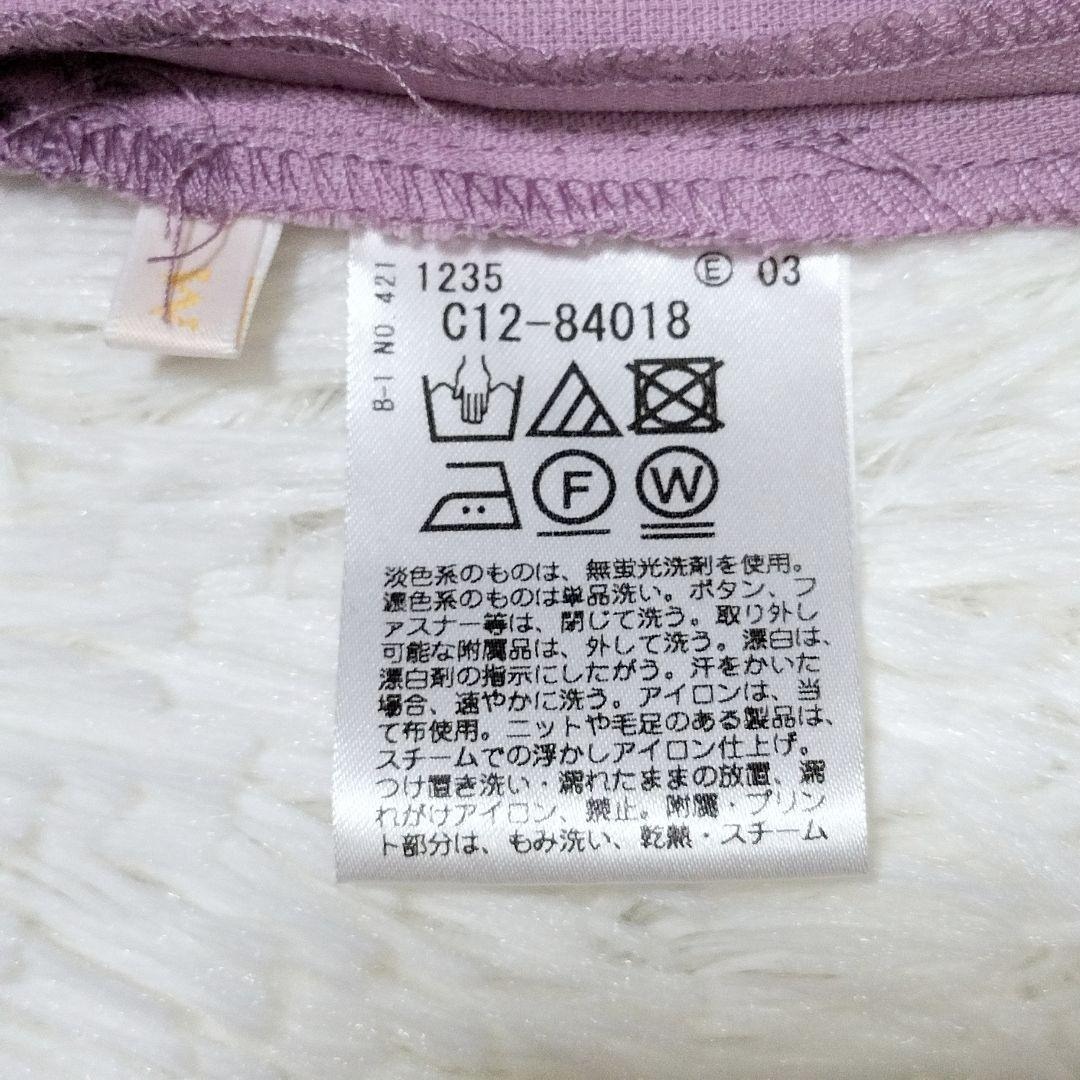 B-1 NO. 421
1235 Ⓔ 03
C12-84018
F W
淡色系のものは、無蛍光洗剤を使用。
濃色系のものは単品洗い。ボタン、フ
ァスナー等は、閉じて洗う。取り外し
可能な附属品は、外して洗う。漂白は、
漂白剤の指示にしたがう。汗をかいた
場合、速やかに洗う。アイロンは、当
て布使用。ニットや毛足のある製品は、
スチームでの浮かしアイロン仕上げ。
つけ置き洗い・濡れたままの放置、濡
れがけアイロン、禁止。附属・プリン
ト部分は、もみ洗い、乾熱・スチーム
M